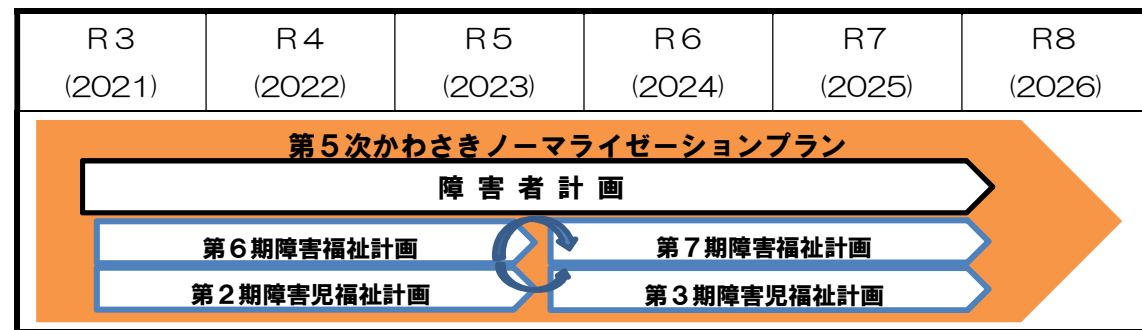 R3 R4 R5 R6 R7 R8
(2021) (2022) (2023) (2024) (2025) (2026)
第5次かわさきノーマライゼーションプラン
障害者計画
第6期障害福祉計画 第7期障害福祉計画
第2期障害児福祉計画 第3期障害児福祉計画